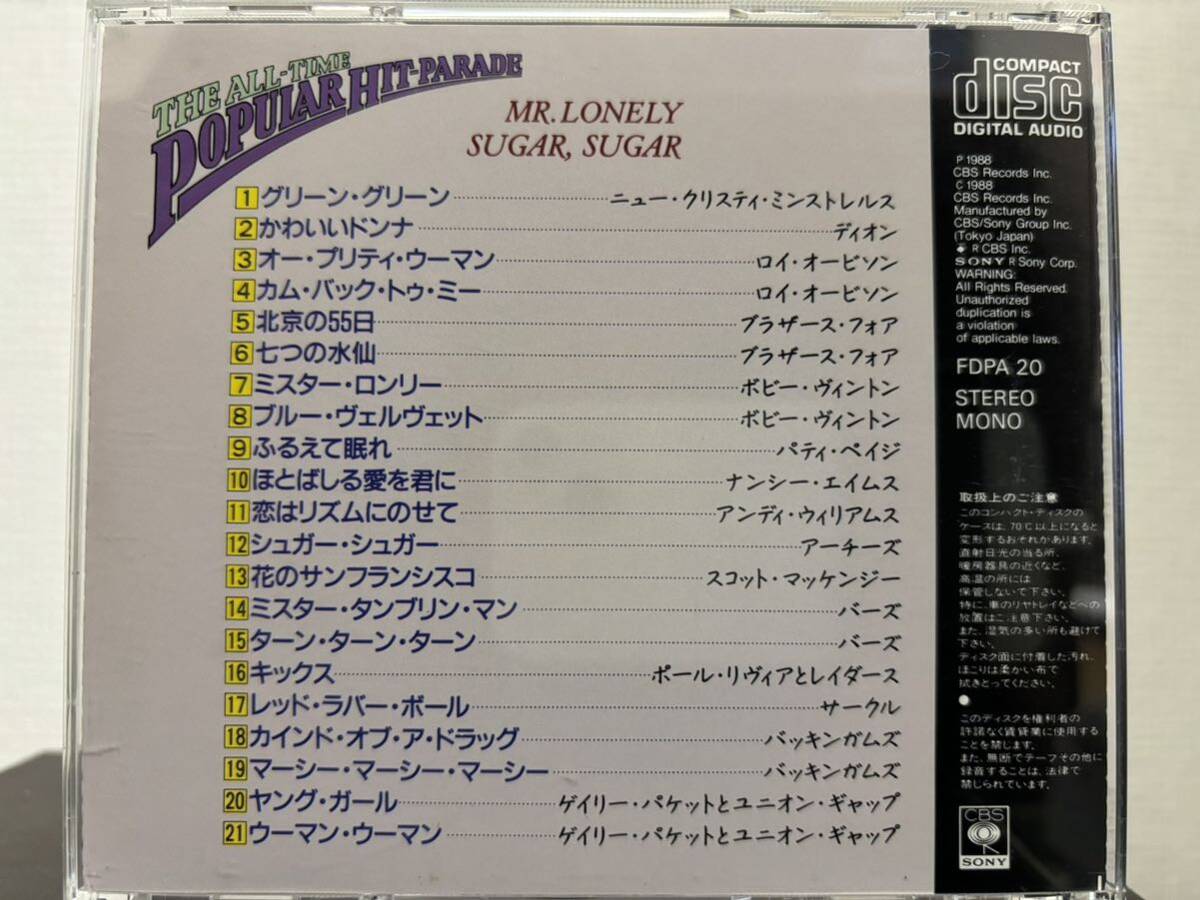 THE ALL-TIME
POPULAR HIT-PARADE
MR. LONELY
SUGAR, SUGAR
1 グリーン・グリーン ニュー・クリスティ・ミンストレルス
2 かわいいドンナ ディオン
3 オー・プリティ・ウーマン ロイ・オービソン
4 カム・バック・トゥ・ミー ロイ・オービソン
5 北京の55日 ブラザース・フォア
6 七つの水仙 ブラザース・フォア
7 ミスター・ロンリー ボビー・ヴィントン
8 ブルー・ヴェルヴェット ボビー・ヴィントン
9 ふるえて眠れ パティ・ペイジ
10 ほとばしる愛を君に ナンシー・エイムス
11 恋はリズムにのせて アンディ・ウィリアムス
12 シュガー・シュガー アーチーズ
13 花のサンフランシスコ スコット・マッケンジー
14 ミスター・タンブリン・マン バーズ
15 ターン・ターン・ターン バーズ
16 キックス ポール・リヴィアとレイダース
17 レッド・ラバー・ボール サークル
18 カインド・オブ・ア・ドラッグ バッキンガムズ
19 マーシー・マーシー・マーシー バッキンガムズ
20 ヤング・ガール ゲイリー・パケットとユニオン・ギャップ
21 ウーマン・ウーマン ゲイリー・パケットとユニオン・ギャップ
COMPACT
disc
DIGITAL AUDIO
P 1988
CBS Records Inc.
C 1988
CBS Records Inc.
Manufactured by
CBS/Sony Group Inc.
(Tokyo Japan)
R CBS Inc.
SONY R Sony Corp.
WARNING:
All Rights Reserved.
Unauthorized
duplication is
a violation
of applicable laws.
FDPA 20
STEREO
MONO
取扱上のご注意
このコンパクト・ディスクの
ケースは、70℃以上になると
変形するおそれがあります。
直射日光の当る所、
暖房器具の近くなど、
高温の所には
保管しないで下さい。
特に、車のリヤトレイなどへの
放置はご注意下さい。
また、湿気の多い所も避けて
下さい。
ディスク面に付着した汚れ、
ほこりは柔かい布で
拭きとってください。
このディスクを権利者の
許諾なく賃貸業に使用する
ことを禁じます。
また、無断でテープその他に
録音することは、法律で
禁じられています。
CBS
SONY